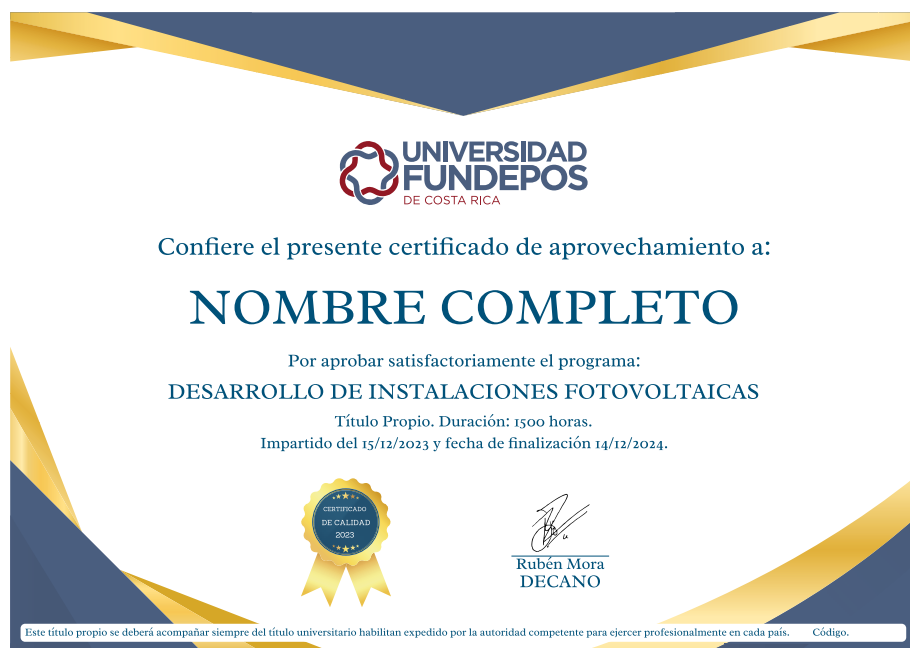 UNIVERSIDAD
FUNDEPOS
DE COSTA RICA
Confiere el presente certificado de aprovechamiento a:
NOMBRE COMPLETO
Por aprobar satisfactoriamente el programa:
DESARROLLO DE INSTALACIONES FOTOVOLTAICAS
Título Propio. Duración: 1500 horas.
Impartido del 15/12/2023 y fecha de finalización 14/12/2024.
CERTIFICADO
DE CALIDAD
2023
Rubén Mora
DECANO
Este título propio se deberá acompañar siempre del título universitario habilitan expedido por la autoridad competente para ejercer profesionalmente en cada país. Código.